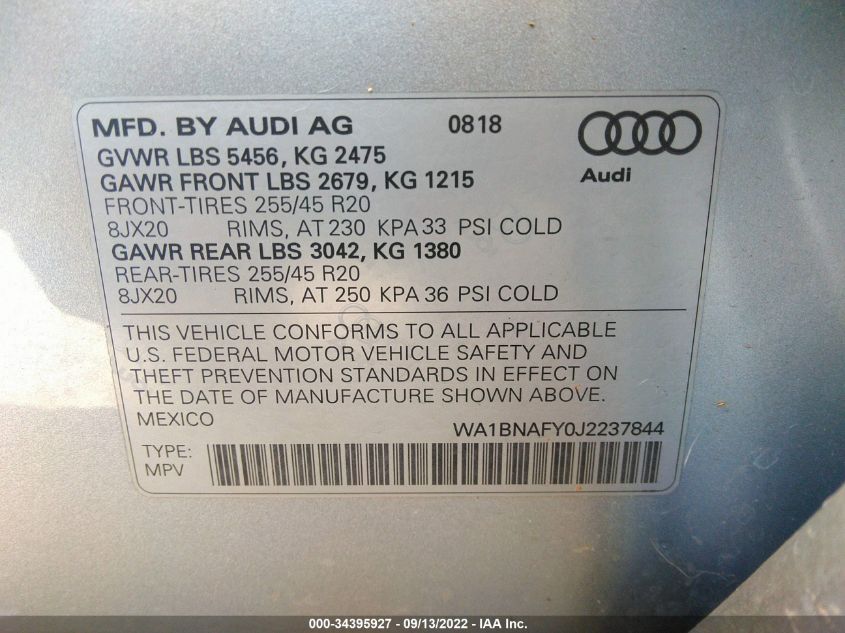 MFD. BY AUDI AG 0818
GVWR LBS 5456, KG 2475
GAWR FRONT LBS 2679, KG 1215
Audi
FRONT-TIRES 255/45 R20
8JX20 RIMS, AT 230 KPA 33 PSI COLD
GAWR REAR LBS 3042, KG 1380
REAR-TIRES 255/45 R20
8JX20 RIMS, AT 250 KPA 36 PSI COLD
THIS VEHICLE CONFORMS TO ALL APPLICABLE
U.S. FEDERAL MOTOR VEHICLE SAFETY AND
THEFT PREVENTION STANDARDS IN EFFECT ON
THE DATE OF MANUFACTURE SHOWN ABOVE.
MEXICO
WA1BNAFY0J2237844
TYPE:
MPV
000-34395927 - 09/13/2022 - IAA Inc.